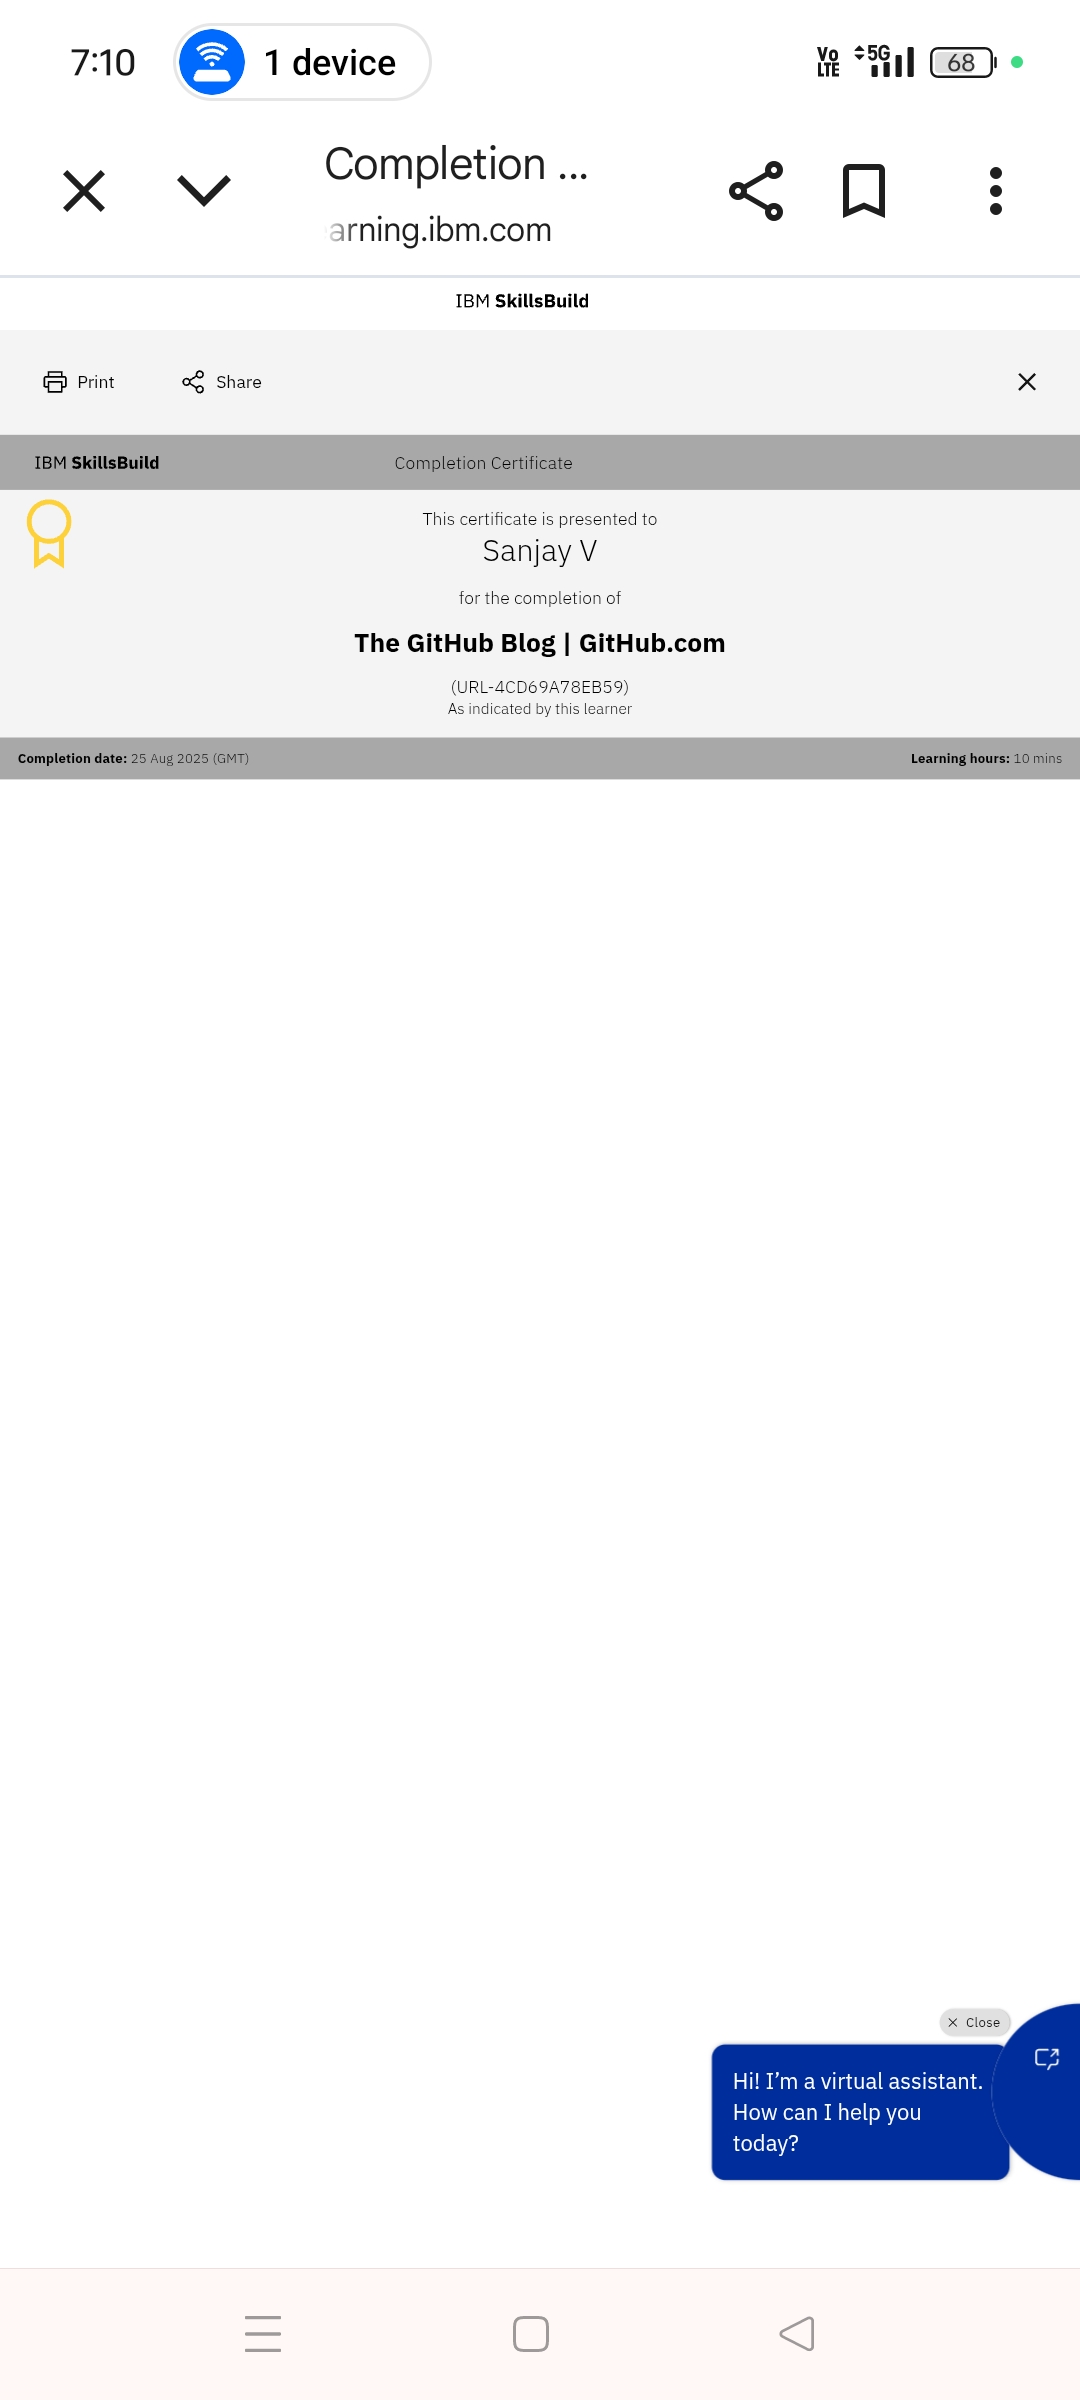 7:10
1 device
Vo
LTE
5G
68
Completion ...
arning.ibm.com
IBM SkillsBuild
Print
Share
IBM SkillsBuild
Completion Certificate
This certificate is presented to
Sanjay V
for the completion of
The GitHub Blog | GitHub.com
(URL-4CD69A78EB59)
As indicated by this learner
Completion date: 25 Aug 2025 (GMT)
Learning hours: 10 mins
Close
Hi! I’m a virtual assistant.
How can I help you
today?